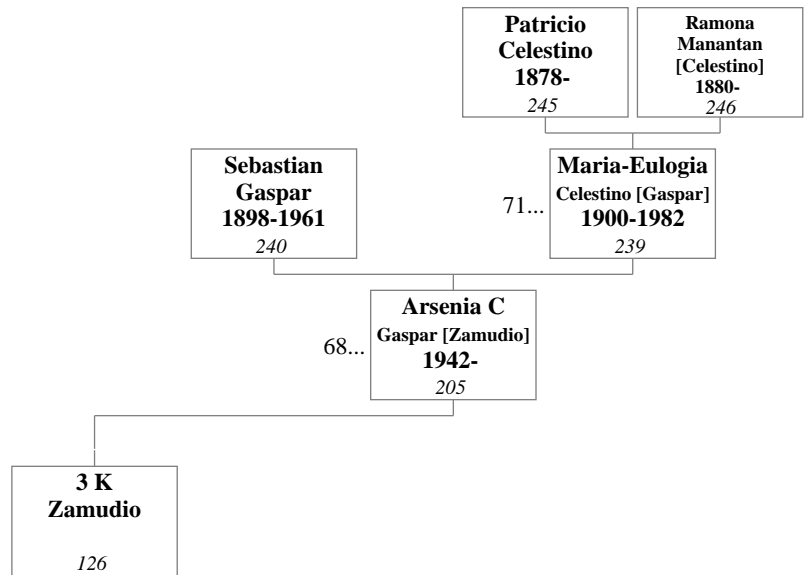 Patricio
Celestino
1878-
245
Ramona
Manantan
[Celestino]
1880-
246
Sebastian
Gaspar
1898-1961
240
71...
Maria-Eulogia
Celestino [Gaspar]
1900-1982
239
68...
Arsenia C
Gaspar [Zamudio]
1942-
205
3 K
Zamudio
126